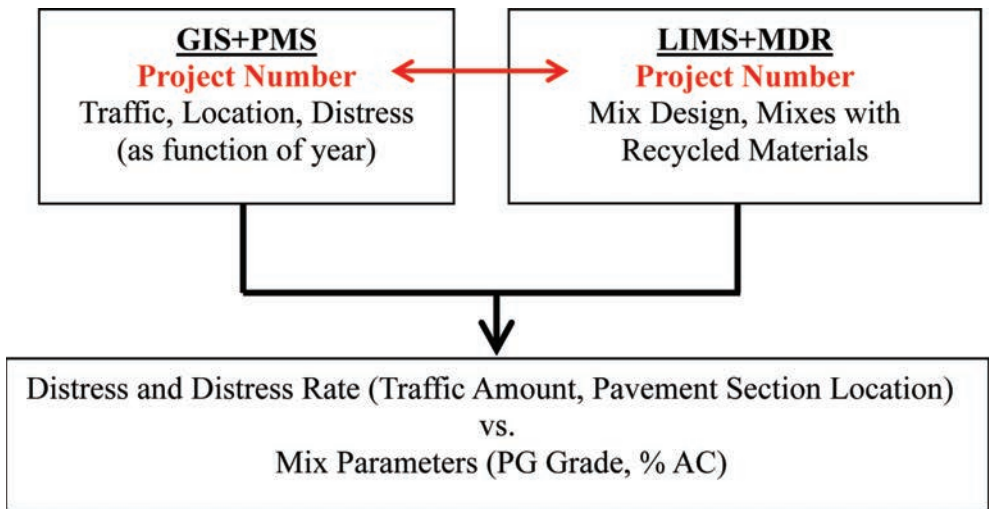 GIS+PMS
Project Number
Traffic, Location, Distress
(as function of year)
LIMS+MDR
Project Number
Mix Design, Mixes with
Recycled Materials
Distress and Distress Rate (Traffic Amount, Pavement Section Location)
vs.
Mix Parameters (PG Grade, % AC)